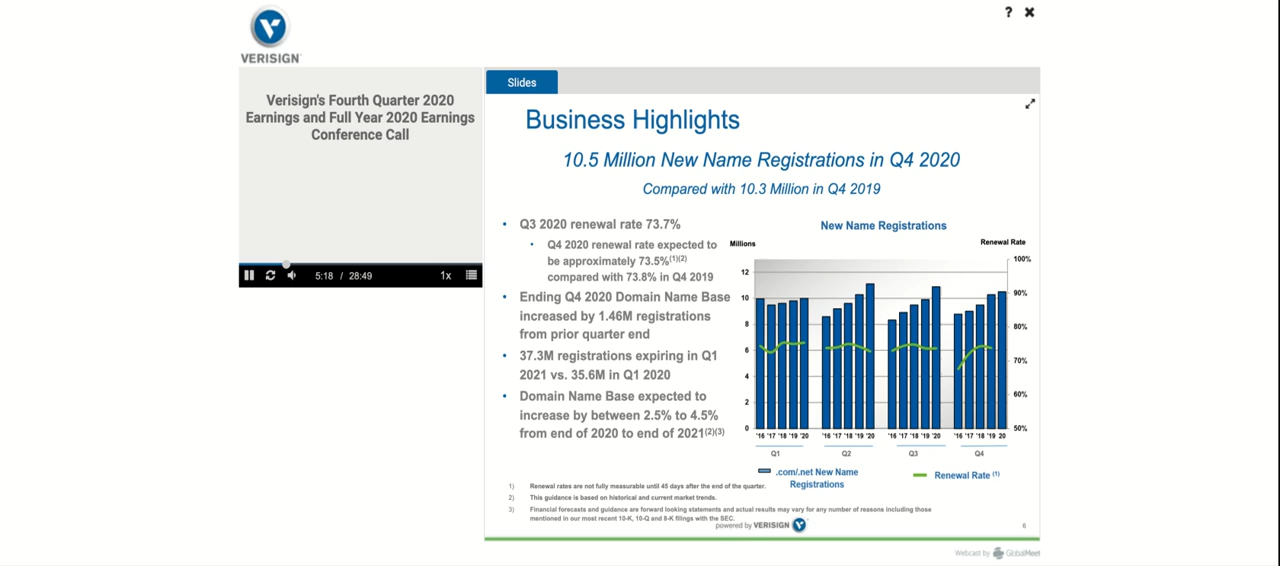 ? ✖
VERISIGN
Slides
Verisign's Fourth Quarter 2020
Earnings and Full Year 2020 Earnings
Conference Call
5:18 / 28:49 1x
Business Highlights
10.5 Million New Name Registrations in Q4 2020
Compared with 10.3 Million in Q4 2019
• Q3 2020 renewal rate 73.7%
• Q4 2020 renewal rate expected to
be approximately 73.5%(1)(2)
compared with 73.8% in Q4 2019
• Ending Q4 2020 Domain Name Base
increased by 1.46M registrations
from prior quarter end
• 37.3M registrations expiring in Q1
2021 vs. 35.6M in Q1 2020
• Domain Name Base expected to
increase by between 2.5% to 4.5%
from end of 2020 to end of 2021(2)(3)
New Name Registrations
Millions Renewal Rate
100%
12
90%
10
8 80%
6 70%
4
60%
2
0 50%
'16 '17 '18 '19 '20 '16 '17 '18 '19 '20 '16 '17 '18 '19 '20 '16 '17 '18 '19 20
Q1 Q2 Q3 Q4
.com/.net New Name
Registrations
Renewal Rate (1)
1) Renewal rates are not fully measurable until 45 days after the end of the quarter.
2) This guidance is based on historical and current market trends.
3) Financial forecasts and guidance are forward looking statements and actual results may vary for any number of reasons including those
mentioned in our most recent 10-K, 10-Q and 8-K filings with the SEC.
powered by VERISIGN
6
Webcast by GlobalMeet